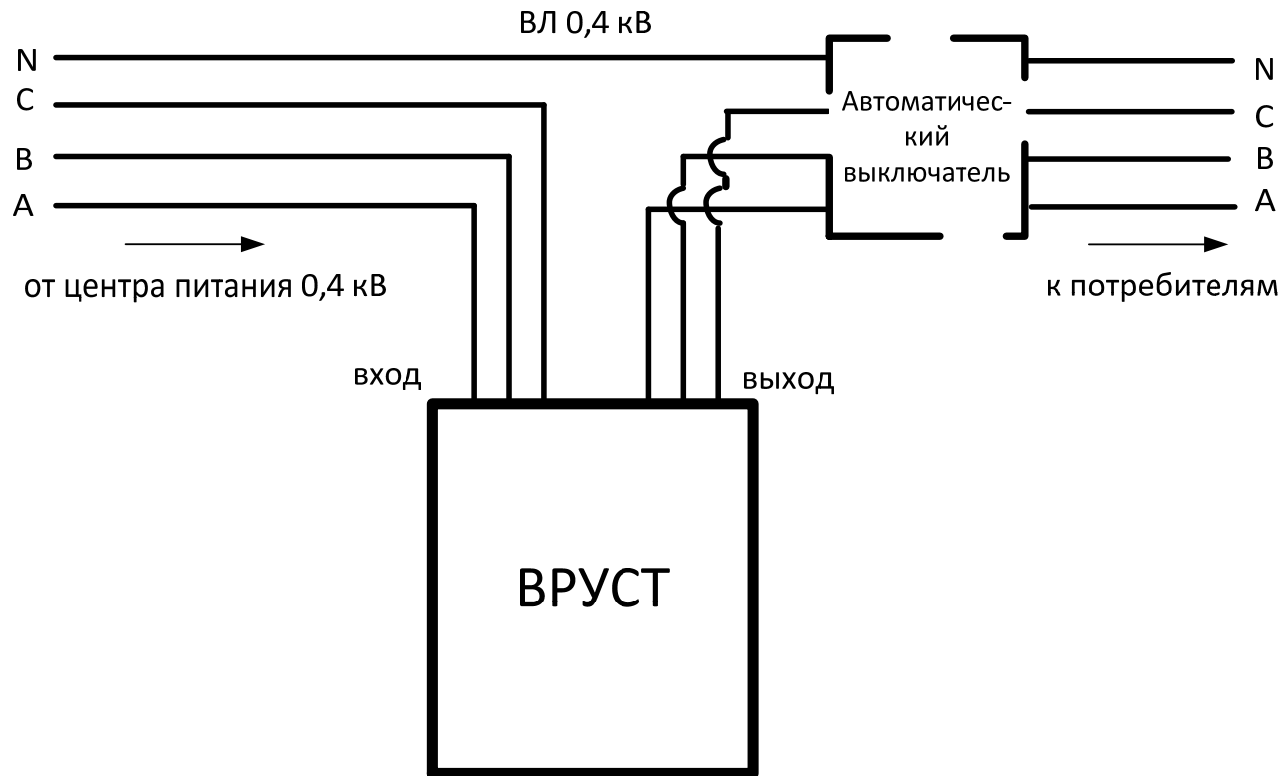 ВЛ 0,4 кВ
N
C
B
A
Автоматичес-
кий
выключатель
N
C
B
A
от центра питания 0,4 кВ
к потребителям
вход
выход
ВРУСТ